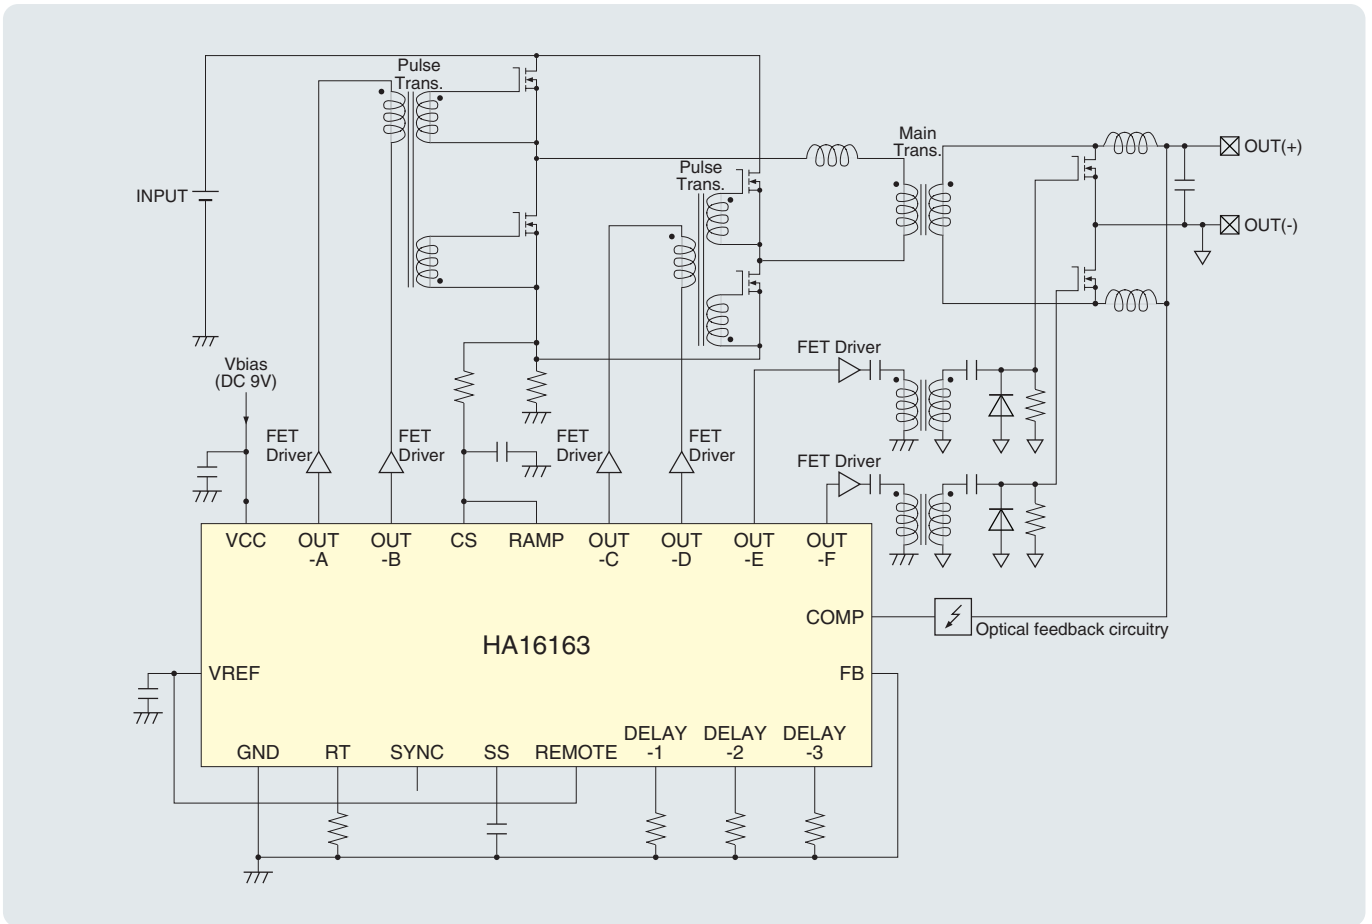 Pulse
Trans.
Main
Trans.
OUT(+)
Pulse
Trans.
INPUT
OUT(-)
FET Driver
Vbias
(DC 9V)
FET
Driver
FET
Driver
FET
Driver
FET
Driver
FET Driver
VCC
OUT
-A
OUT
-B
CS
RAMP
OUT
-C
OUT
-D
OUT
-E
OUT
-F
COMP
Optical feedback circuitry
HA16163
VREF
FB
GND
RT
SYNC
SS
REMOTE
DELAY
-1
DELAY
-2
DELAY
-3